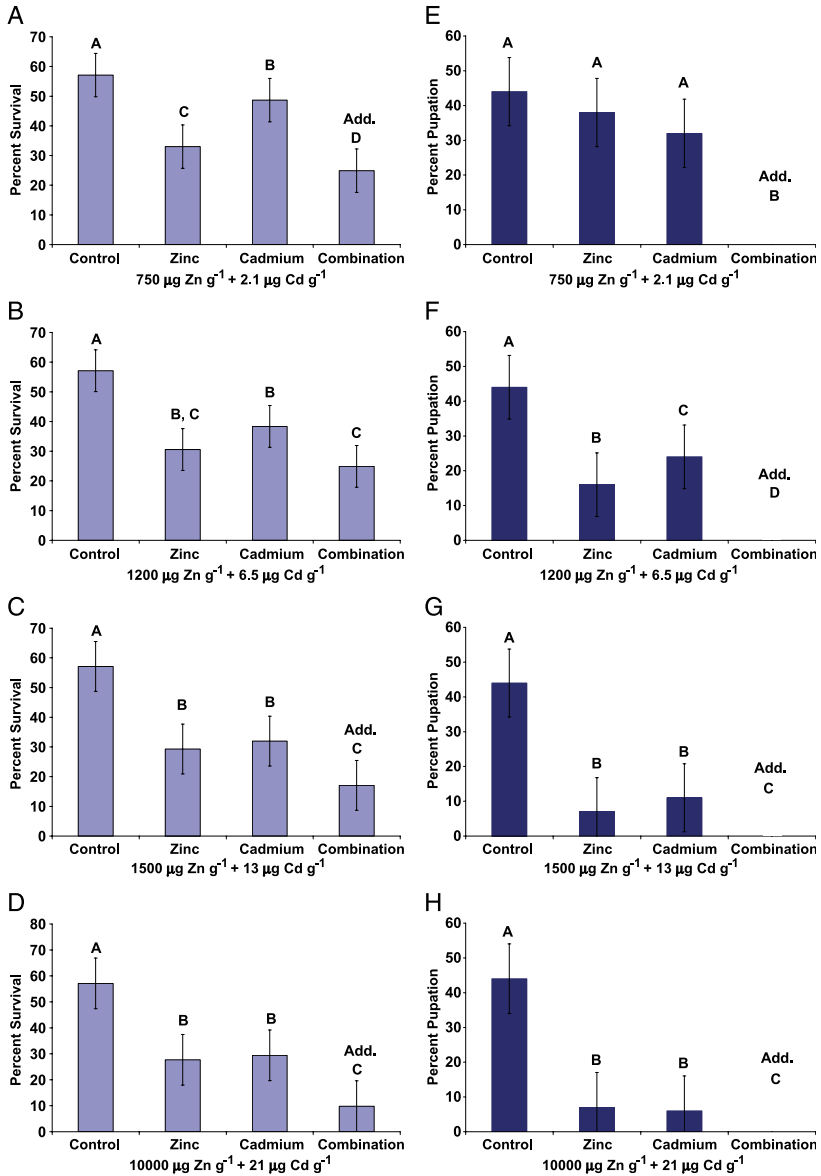 A
Percent Survival
70
60
50
40
30
20
10
0
A
C
B
Add.
D
Control Zinc Cadmium Combination
750 µg Zn g⁻¹ + 2.1 µg Cd g⁻¹
E
Percent Pupation
60
50
40
30
20
10
0
A
A
A
Add.
B
Control Zinc Cadmium Combination
750 µg Zn g⁻¹ + 2.1 µg Cd g⁻¹
B
Percent Survival
70
60
50
40
30
20
10
0
A
B, C
B
C
Control Zinc Cadmium Combination
1200 µg Zn g⁻¹ + 6.5 µg Cd g⁻¹
F
Percent Pupation
60
50
40
30
20
10
0
A
B
C
Add.
D
Control Zinc Cadmium Combination
1200 µg Zn g⁻¹ + 6.5 µg Cd g⁻¹
C
Percent Survival
70
60
50
40
30
20
10
0
A
B
B
Add.
C
Control Zinc Cadmium Combination
1500 µg Zn g⁻¹ + 13 µg Cd g⁻¹
G
Percent Pupation
60
50
40
30
20
10
0
A
B
B
Add.
C
Control Zinc Cadmium Combination
1500 µg Zn g⁻¹ + 13 µg Cd g⁻¹
D
Percent Survival
80
70
60
50
40
30
20
10
0
A
B
B
Add.
C
Control Zinc Cadmium Combination
10000 µg Zn g⁻¹ + 21 µg Cd g⁻¹
H
Percent Pupation
60
50
40
30
20
10
0
A
B
B
Add.
C
Control Zinc Cadmium Combination
10000 µg Zn g⁻¹ + 21 µg Cd g⁻¹